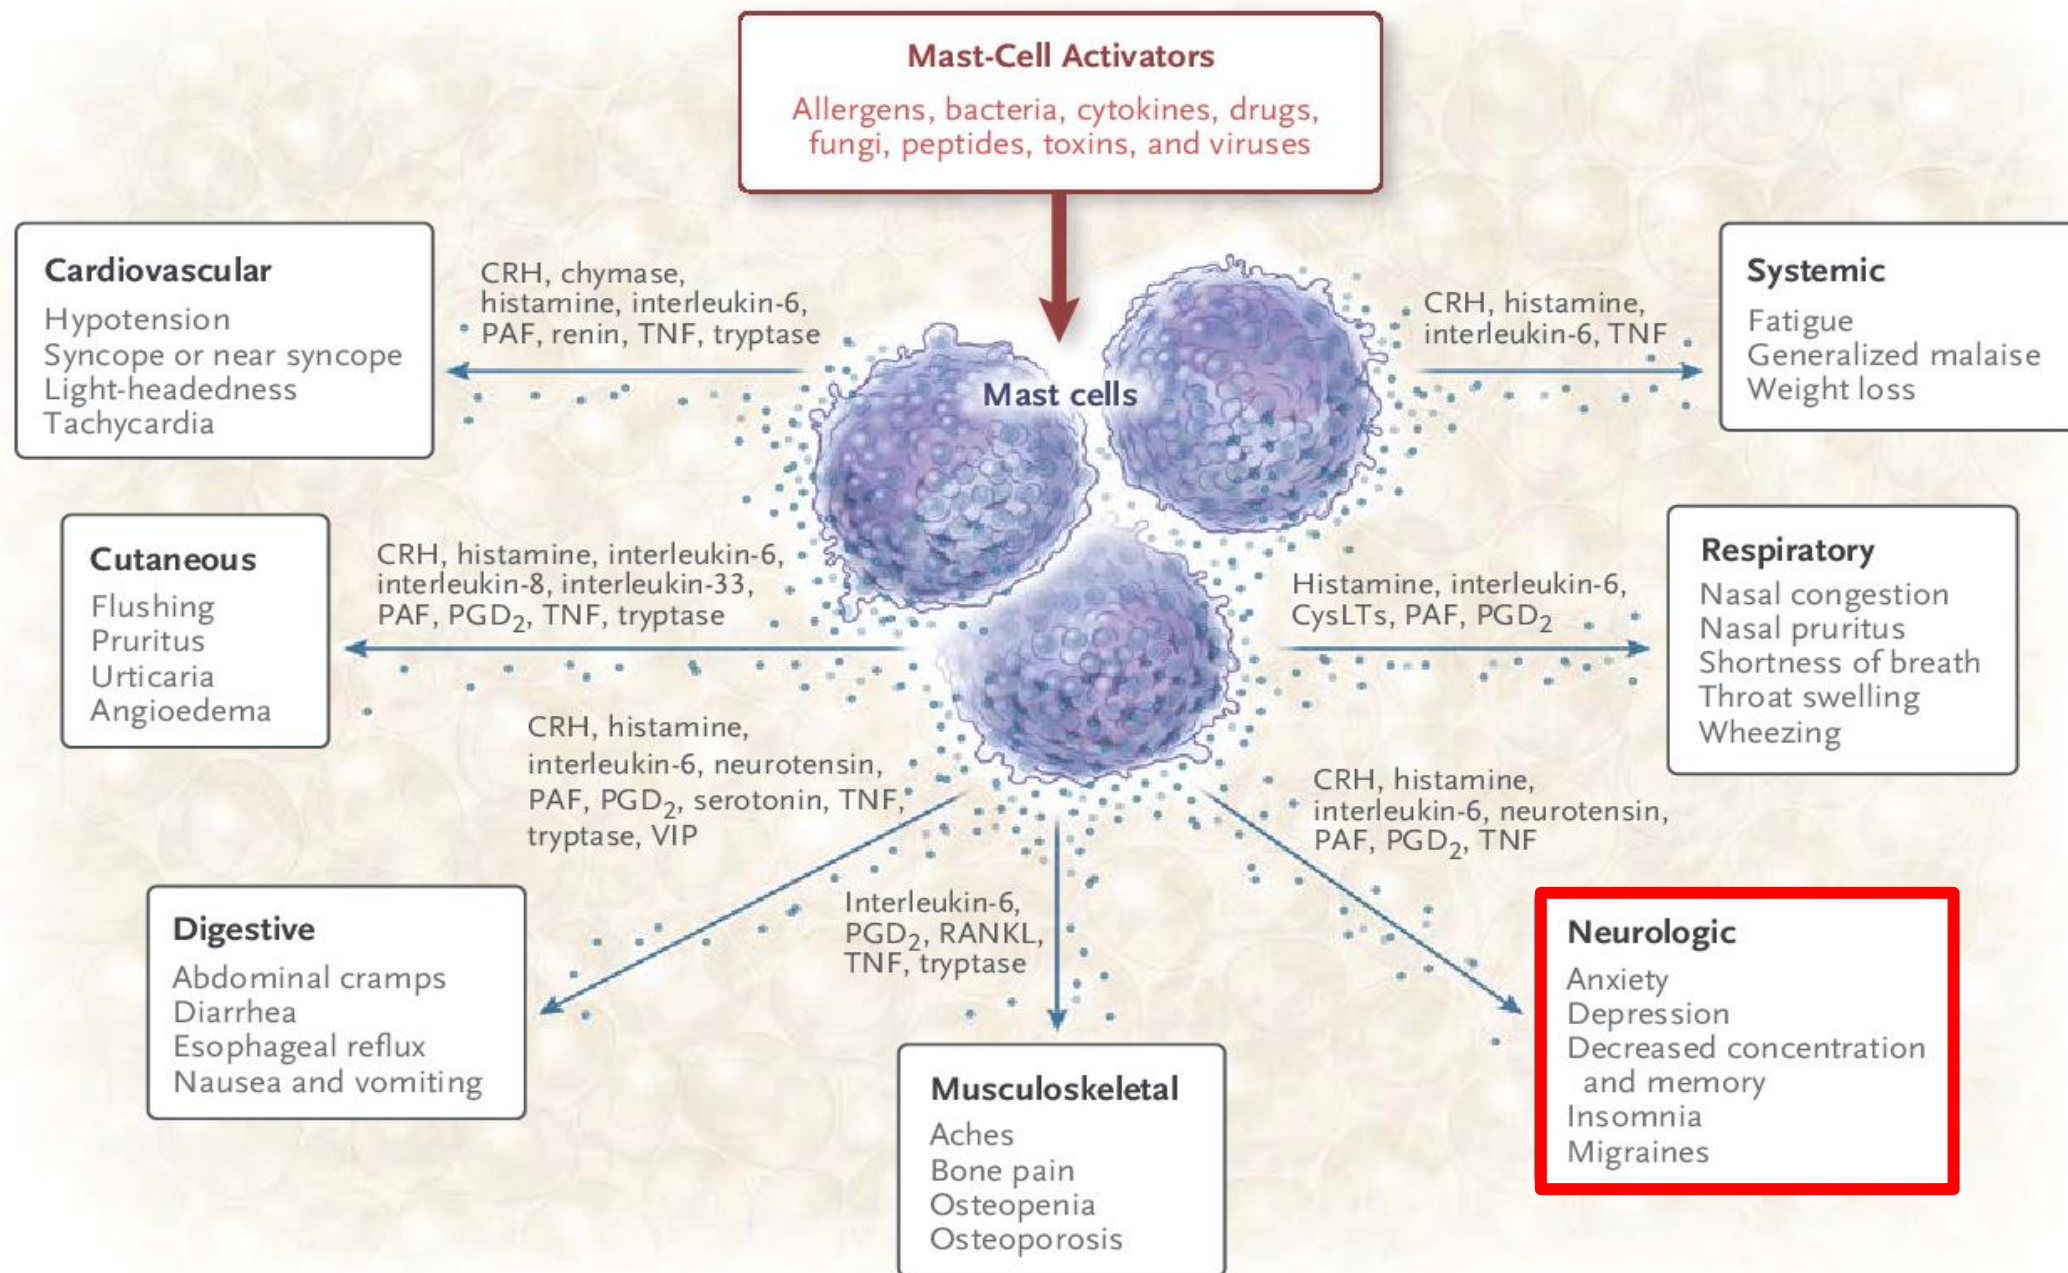 Mast-Cell Activators
Allergens, bacteria, cytokines, drugs,
fungi, peptides, toxins, and viruses
Cardiovascular
Hypotension
Syncope or near syncope
Light-headedness
Tachycardia
CRH, chymase,
histamine, interleukin-6,
PAF, renin, TNF, tryptase
Mast cells
CRH, histamine,
interleukin-6, TNF
Systemic
Fatigue
Generalized malaise
Weight loss
Cutaneous
Flushing
Pruritus
Urticaria
Angioedema
CRH, histamine, interleukin-6,
interleukin-8, interleukin-33,
PAF, PGD₂, TNF, tryptase
Histamine, interleukin-6,
CysLTs, PAF, PGD₂
Respiratory
Nasal congestion
Nasal pruritus
Shortness of breath
Throat swelling
Wheezing
CRH, histamine,
interleukin-6, neurotensin,
PAF, PGD₂, serotonin, TNF,
tryptase, VIP
CRH, histamine,
interleukin-6, neurotensin,
PAF, PGD₂, TNF
Digestive
Abdominal cramps
Diarrhea
Esophageal reflux
Nausea and vomiting
Interleukin-6,
PGD₂, RANKL,
TNF, tryptase
Musculoskeletal
Aches
Bone pain
Osteopenia
Osteoporosis
Neurologic
Anxiety
Depression
Decreased concentration
and memory
Insomnia
Migraines